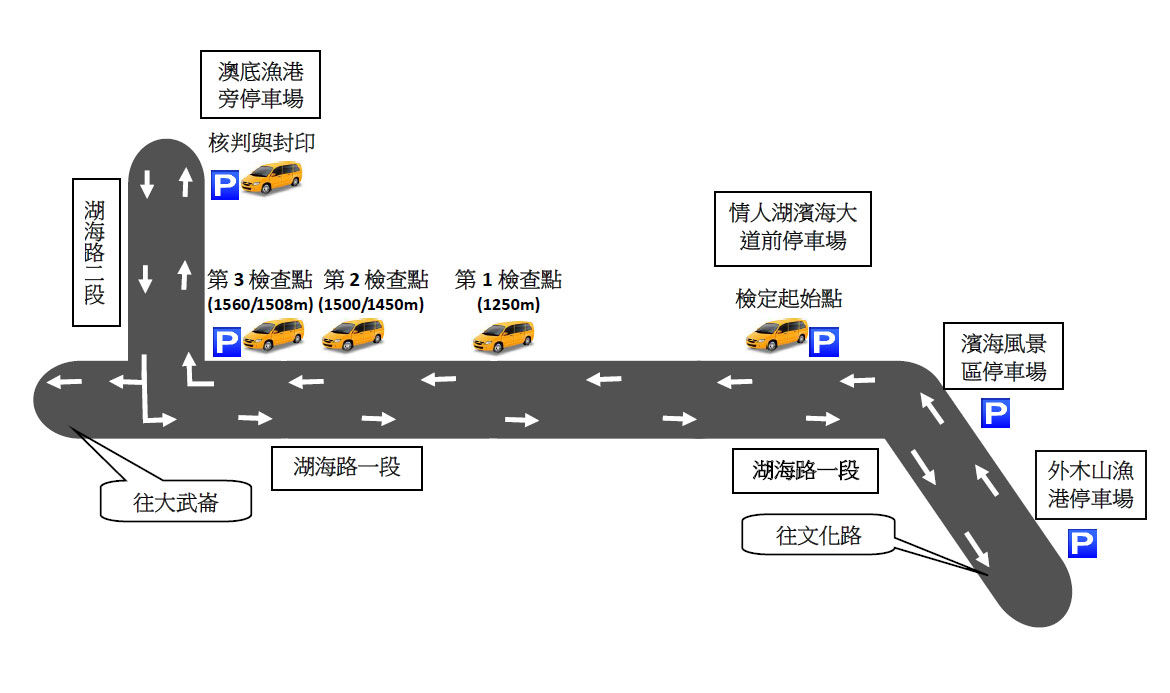 澳底漁港
旁停車場
核判與封印
P
湖海路二段
情人湖濱海大
道前停車場
第 3 檢查點
(1560/1508m)
P
第 2 檢查點
(1500/1450m)
第 1 檢查點
(1250m)
檢定起始點
P
濱海風景
區停車場
P
湖海路一段
湖海路一段
外木山漁
港停車場
P
往大武崙
往文化路